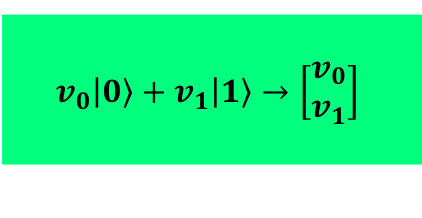 v₀|0⟩ + v₁|1⟩ → [v₀ v₁]